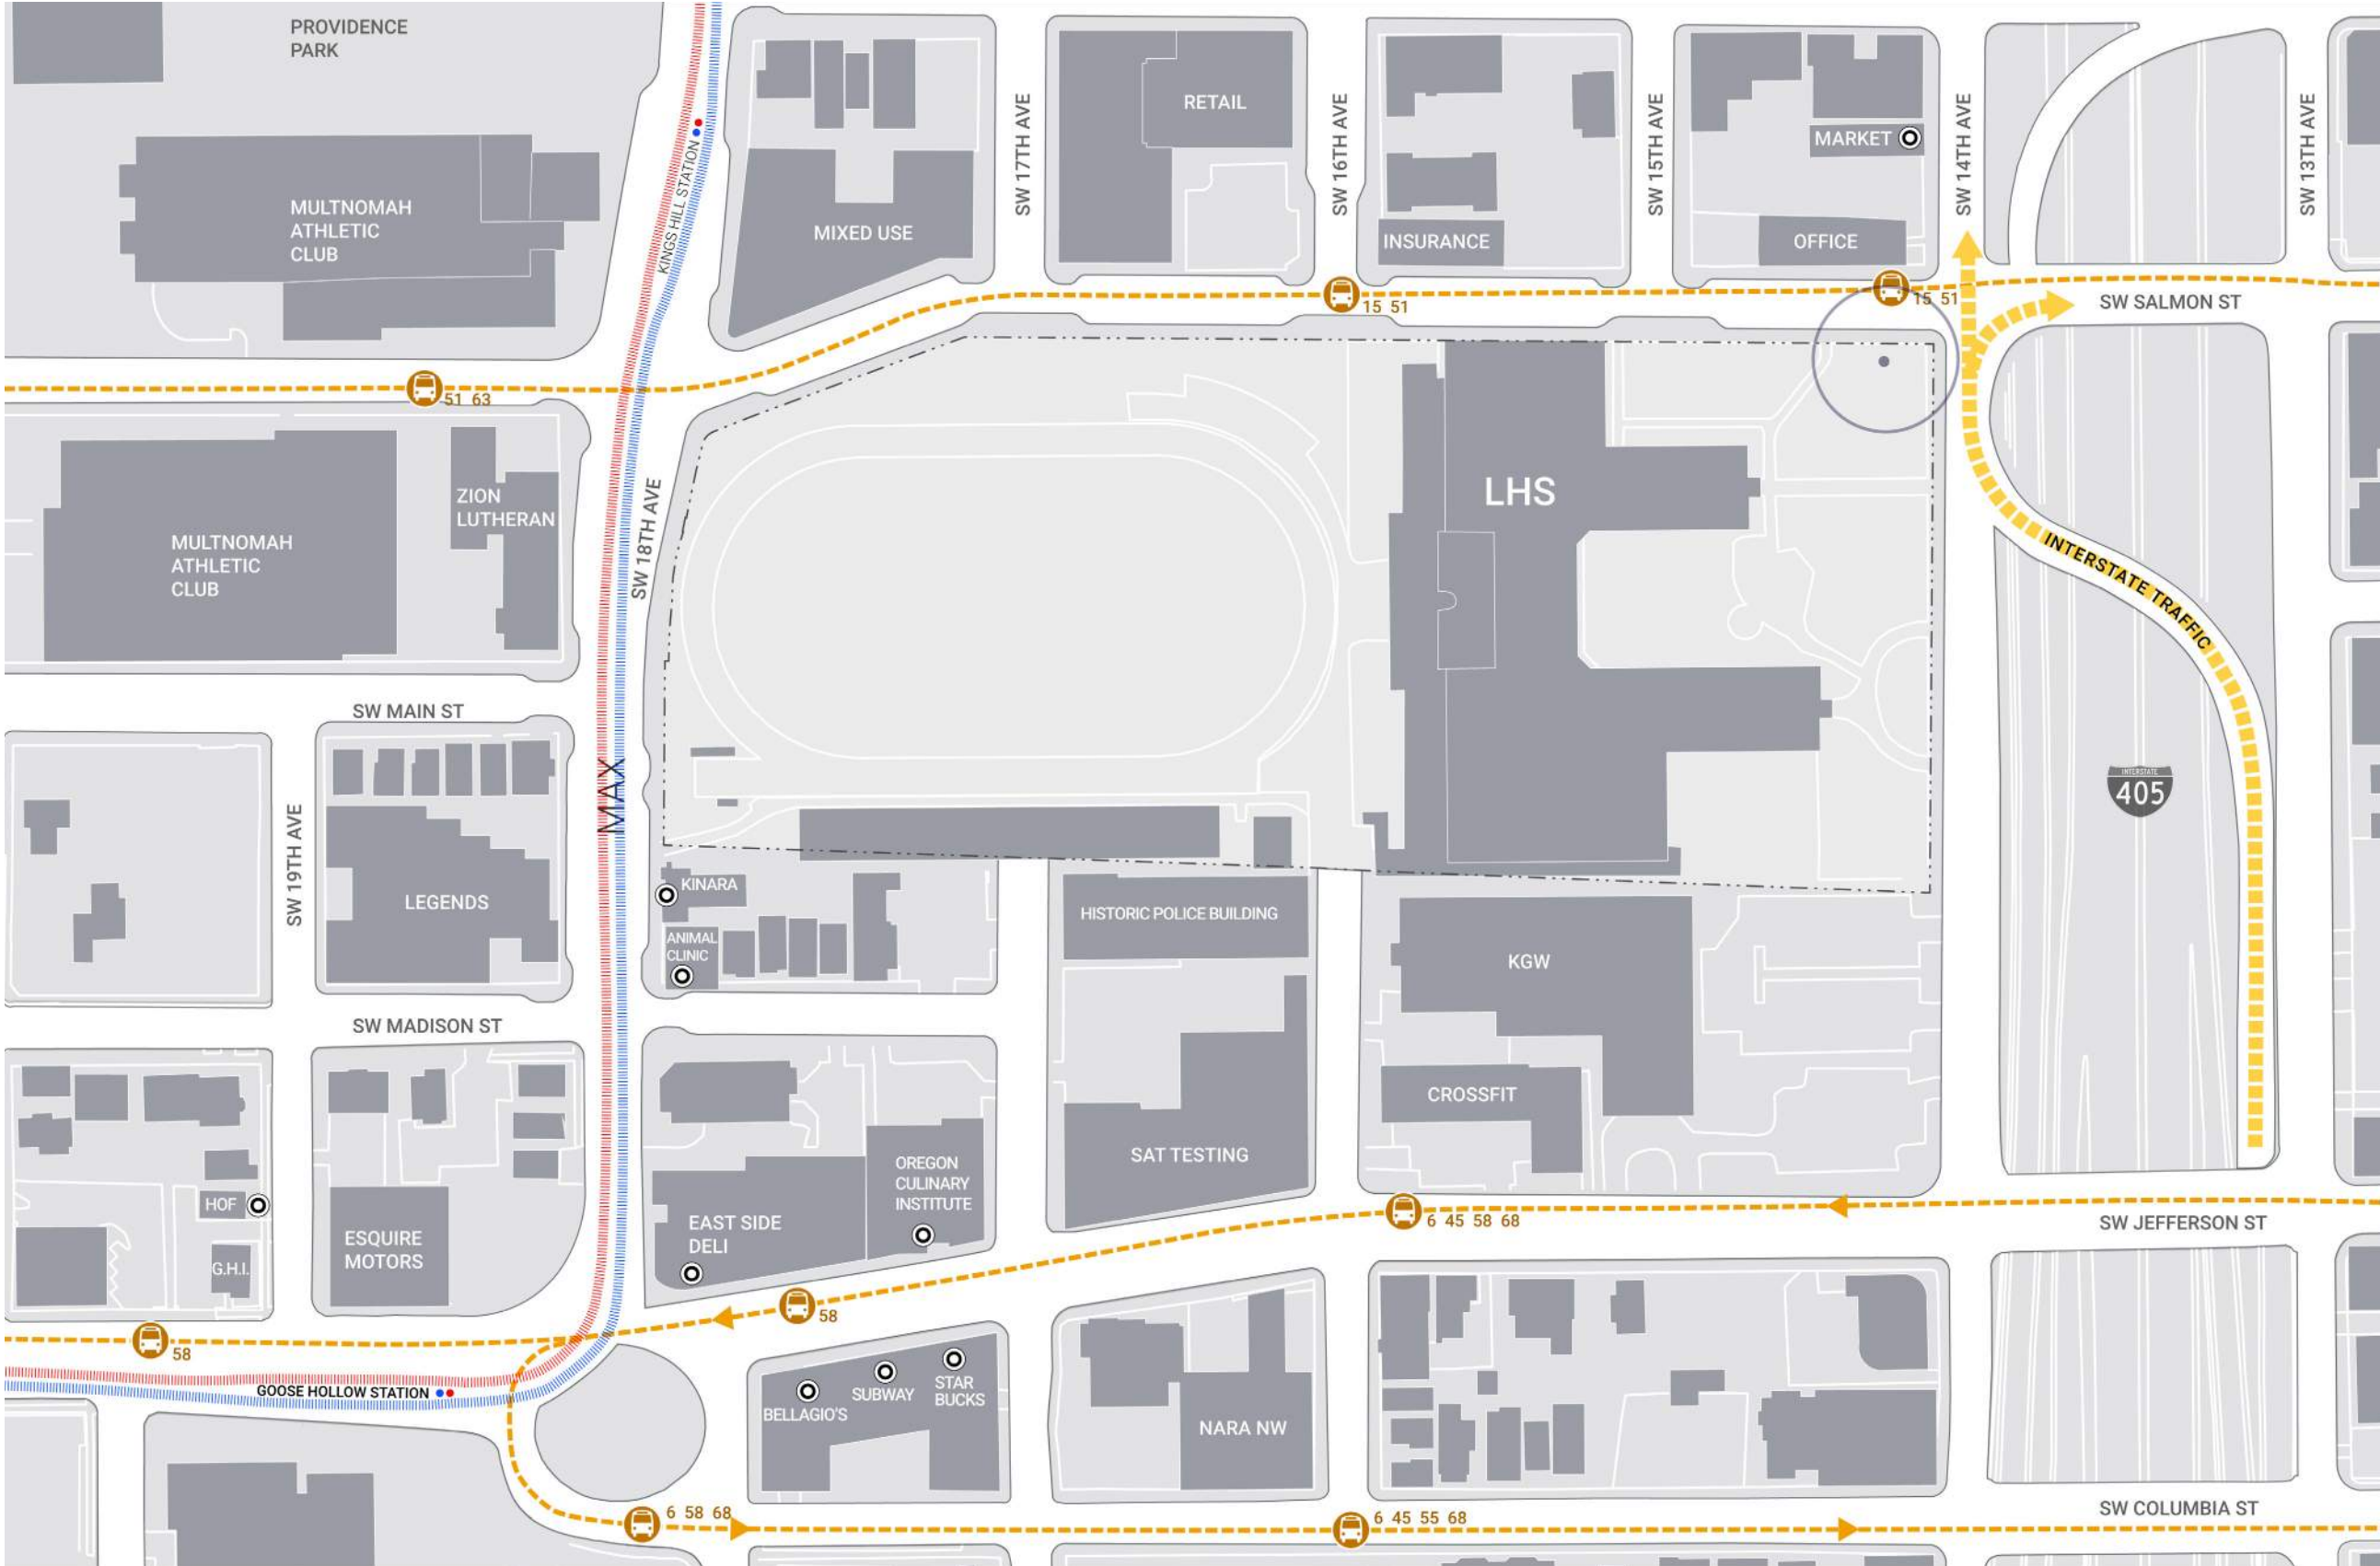 PROVIDENCE
PARK
MULTNOMAH
ATHLETIC
CLUB
KINGS HILL STATION
MIXED USE
SW 17TH AVE
RETAIL
SW 16TH AVE
INSURANCE
SW 15TH AVE
MARKET
OFFICE
SW 14TH AVE
SW 13TH AVE
15 51
15 51
SW SALMON ST
51 63
ZION
LUTHERAN
MULTNOMAH
ATHLETIC
CLUB
SW 18TH AVE
LHS
INTERSTATE TRAFFIC
SW MAIN ST
MAX
INTERSTATE
405
SW 19TH AVE
LEGENDS
KINARA
ANIMAL
CLINIC
HISTORIC POLICE BUILDING
KGW
SW MADISON ST
CROSSFIT
SAT TESTING
HOF
G.H.I.
ESQUIRE
MOTORS
OREGON
CULINARY
INSTITUTE
EAST SIDE
DELI
6 45 58 68
SW JEFFERSON ST
58
58
GOOSE HOLLOW STATION
BELLAGIO'S
SUBWAY
STAR
BUCKS
NARA NW
6 58 68
6 45 55 68
SW COLUMBIA ST